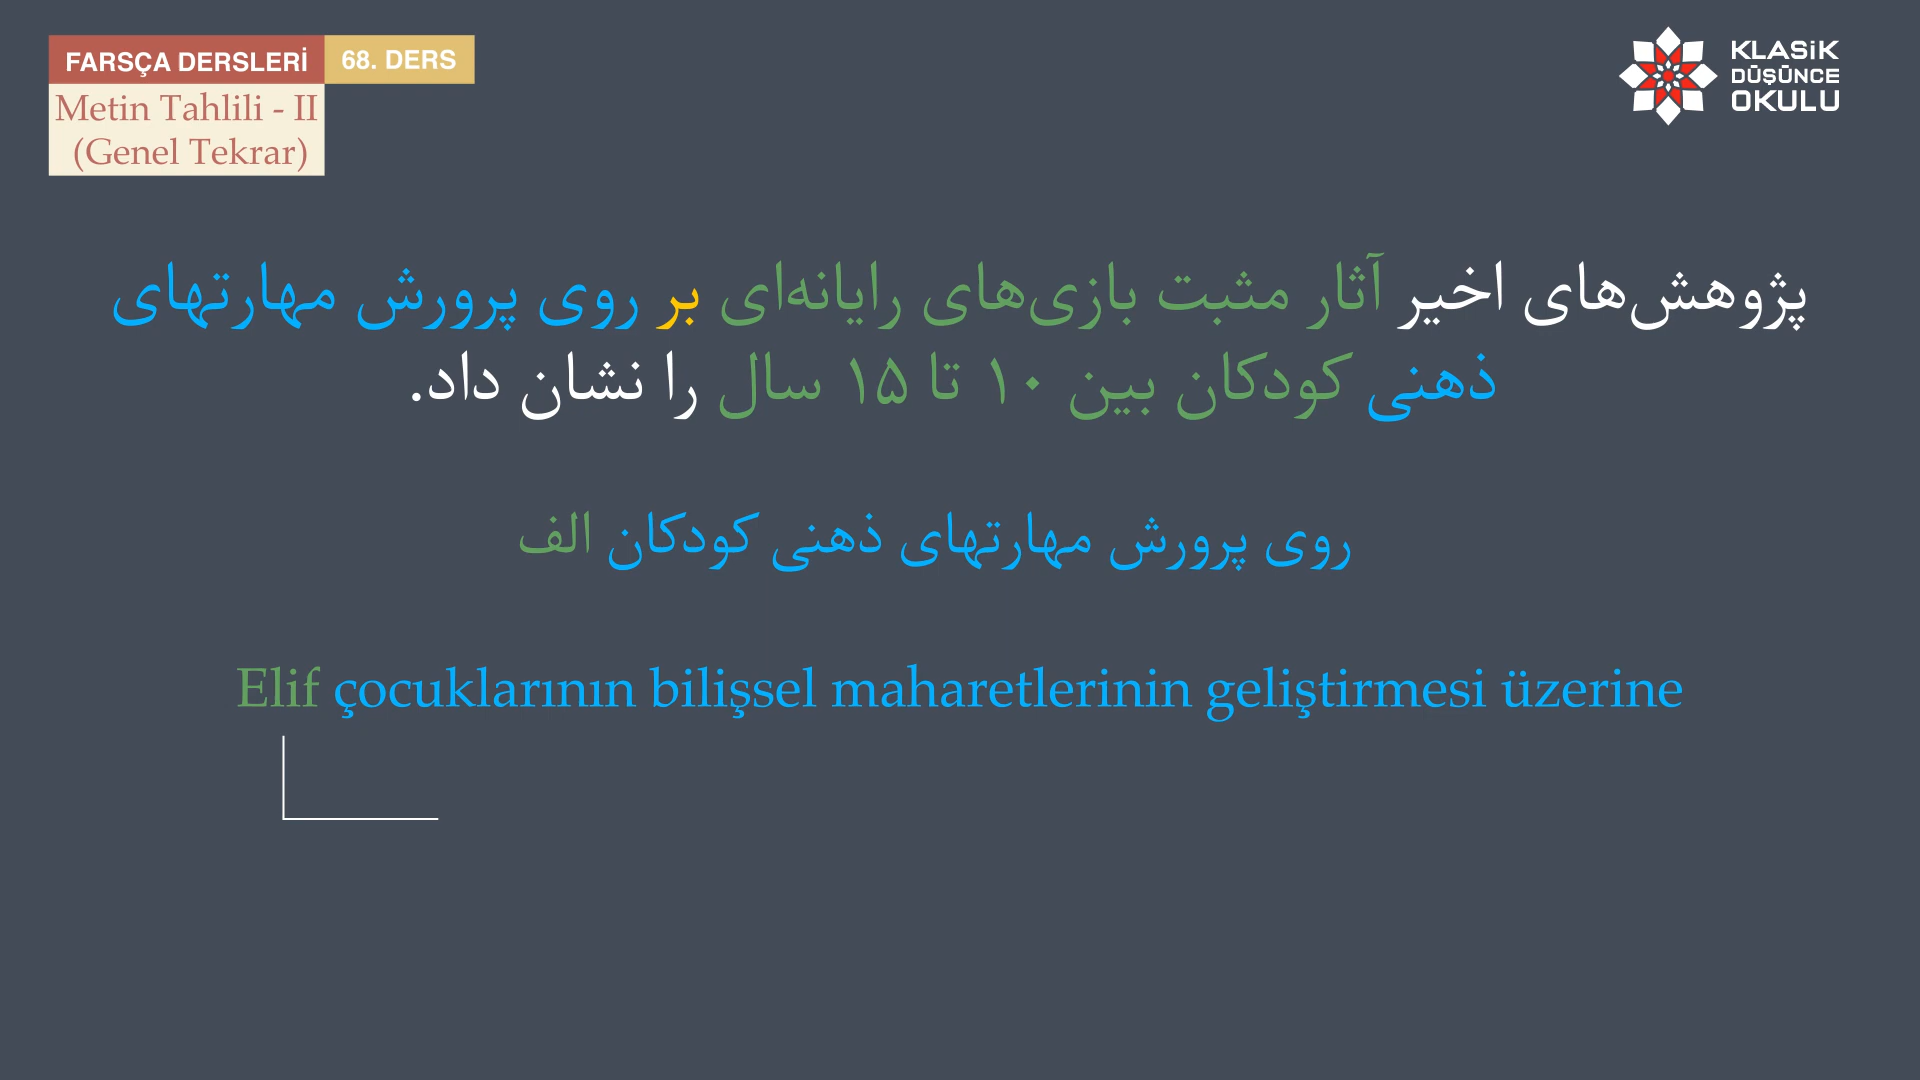 FARSÇA DERSLERİ
68. DERS
Metin Tahlili - II
(Genel Tekrar)
KLASiK
DÜŞÜNCE
OKULU
پژوهش‌های اخیر آثار مثبت بازی‌های رایانه‌ای بر روی پرورش مهارتهای
ذهنی کودکان بین ۱۰ تا ۱۵ سال را نشان داد.
روی پرورش مهارتهای ذهنی کودکان الف
Elif çocuklarının bilişsel maharetlerinin geliştirmesi üzerine